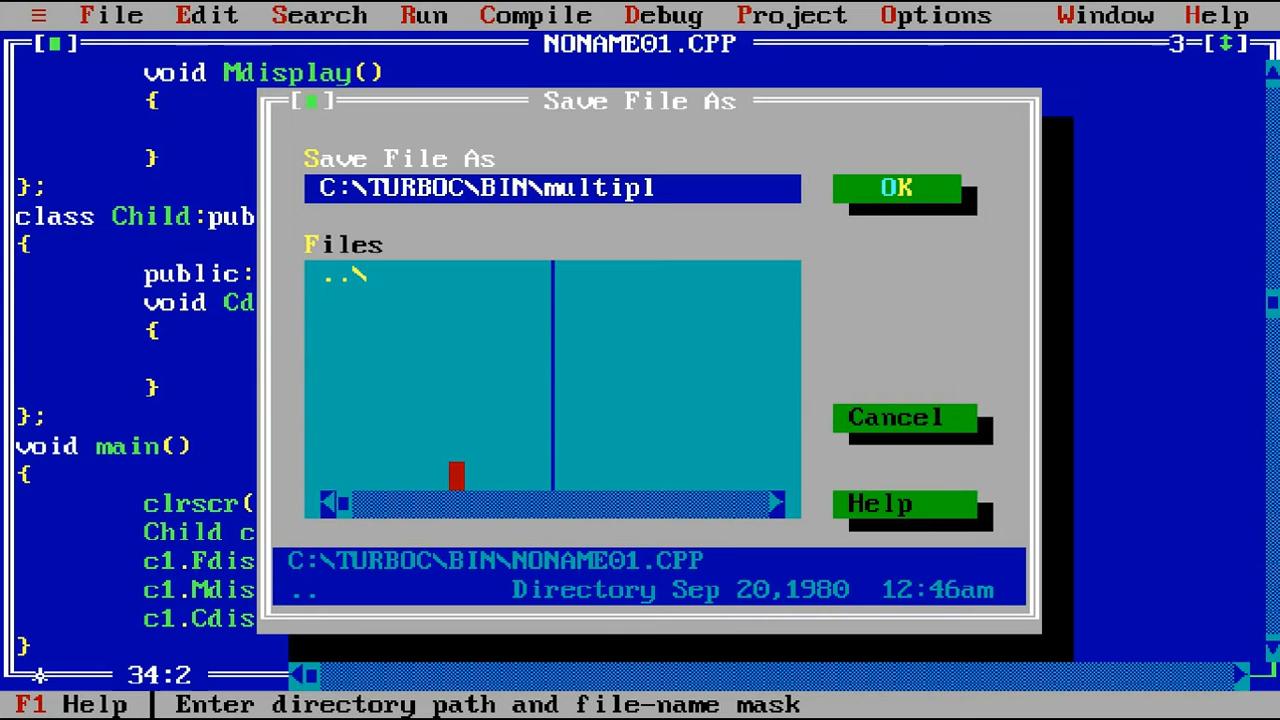 ≡ File Edit Search Run Compile Debug Project Options Window Help
[■] NONAME01.CPP 3=[↕]
void Mdisplay()
{
}
};
class Child:pub
{
public:
void Cd
{
}
};
void main()
{
clrscr(
Child c
c1.Fdis
c1.Mdis
c1.Cdis
}
34:2
[■] Save File As
Save File As
C:\TURBOC\BIN\multipl
OK
Files
..\
Cancel
Help
C:\TURBOC\BIN\NONAME01.CPP
.. Directory Sep 20,1980 12:46am
F1 Help | Enter directory path and file-name mask